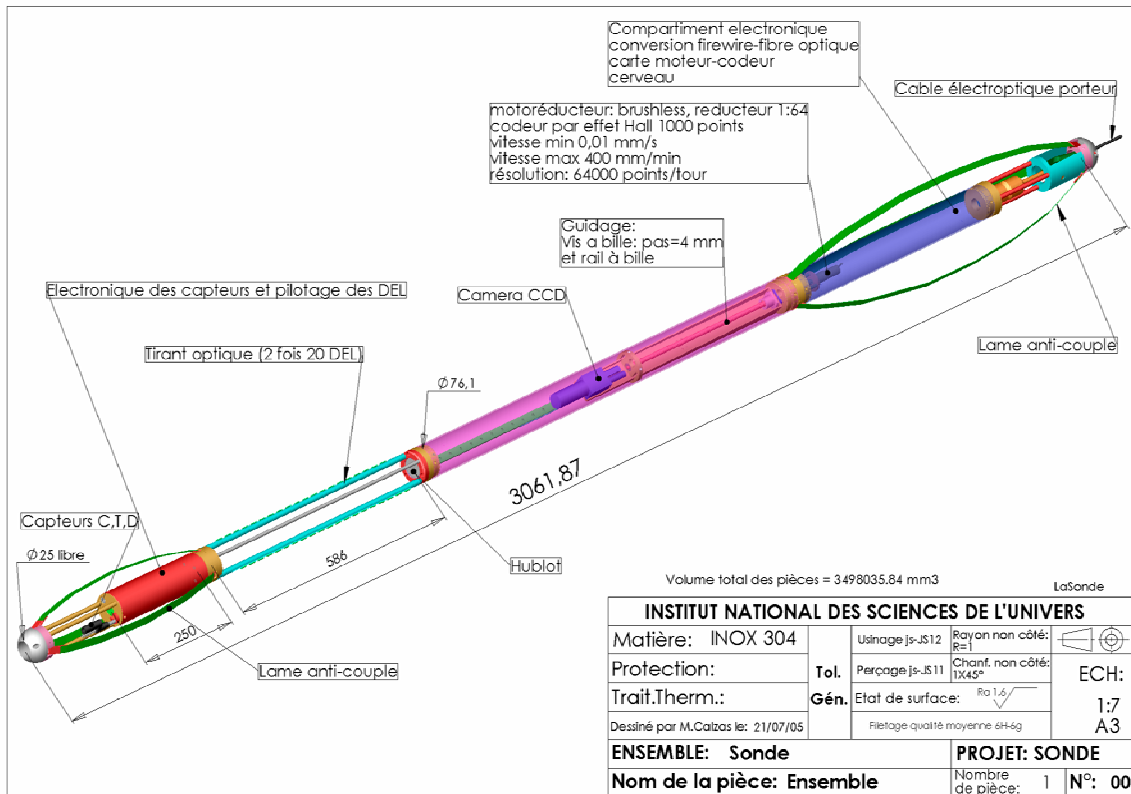 Compartiment electronique
conversion firewire-fibre optique
carte moteur-codeur
cerveau
Cable électroptique porteur
motoréducteur: brushless, reducteur 1:64
codeur par effet Hall 1000 points
vitesse min 0,01 mm/s
vitesse max 400 mm/min
résolution: 64000 points/tour
Guidage:
Vis a bille: pas=4 mm
et rail à bille
Electronique des capteurs et pilotage des DEL
Camera CCD
Tirant optique (2 fois 20 DEL)
Lame anti-couple
Ø76,1
3061,87
Capteurs C,T,D
Ø25 libre
586
Hublot
250
Lame anti-couple
Volume total des pièces = 3498035.84 mm3
LaSonde
INSTITUT NATIONAL DES SCIENCES DE L'UNIVERS
Matière: INOX 304
Usinage js-JS12
Rayon non côté:
R=1
Protection:
Tol.
Perçage js-JS11
Chanf. non côté:
1X45°
ECH:
Trait.Therm.:
Gén.
Etat de surface:
Ra 1.6
1:7
Dessiné par M.Calzas le: 21/07/05
Filetage qualité moyenne 6H-6g
A3
ENSEMBLE: Sonde
PROJET: SONDE
Nom de la pièce: Ensemble
Nombre
de pièce: 1
N°: 00